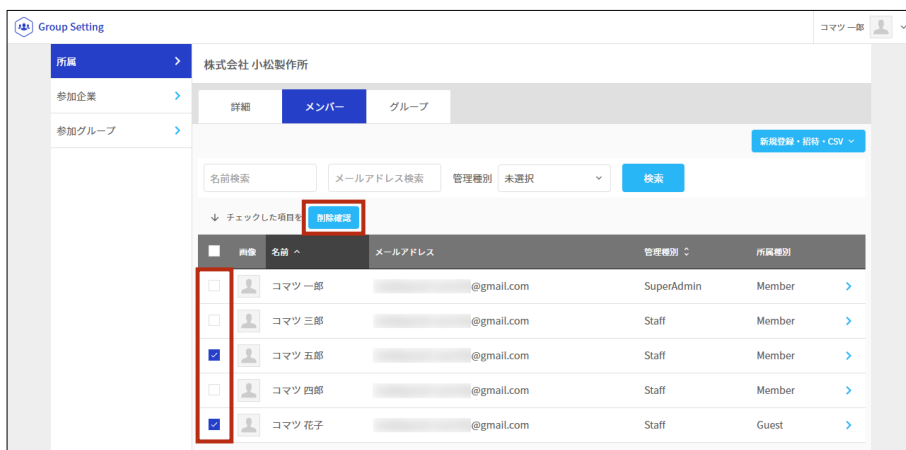 Group Setting
コマツ 一郎
所属
参加企業
参加グループ
株式会社 小松製作所
詳細 メンバー グループ
新規登録・招待・CSV
名前検索 メールアドレス検索 管理種別 未選択 検索
↓ チェックした項目を 削除確認
画像 名前 メールアドレス 管理種別 所属種別
コマツ 一郎 @gmail.com SuperAdmin Member
コマツ 三郎 @gmail.com Staff Member
コマツ 五郎 @gmail.com Staff Member
コマツ 四郎 @gmail.com Staff Member
コマツ 花子 @gmail.com Staff Guest